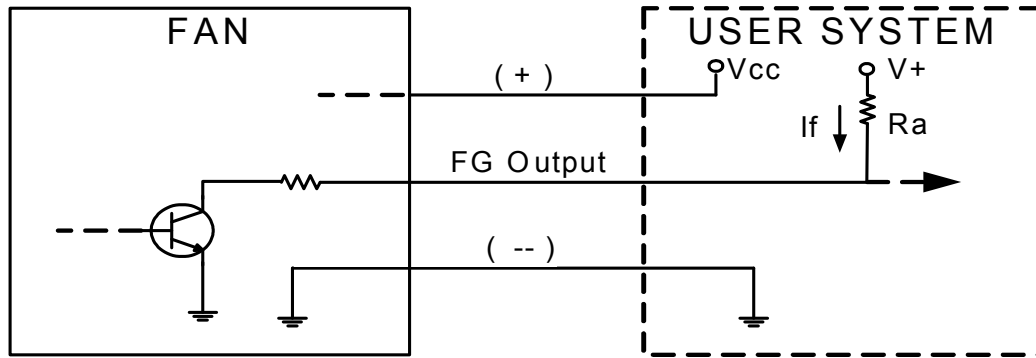 FAN
USER SYSTEM
( + )
Vcc
V+
If
Ra
FG Output
( -- )